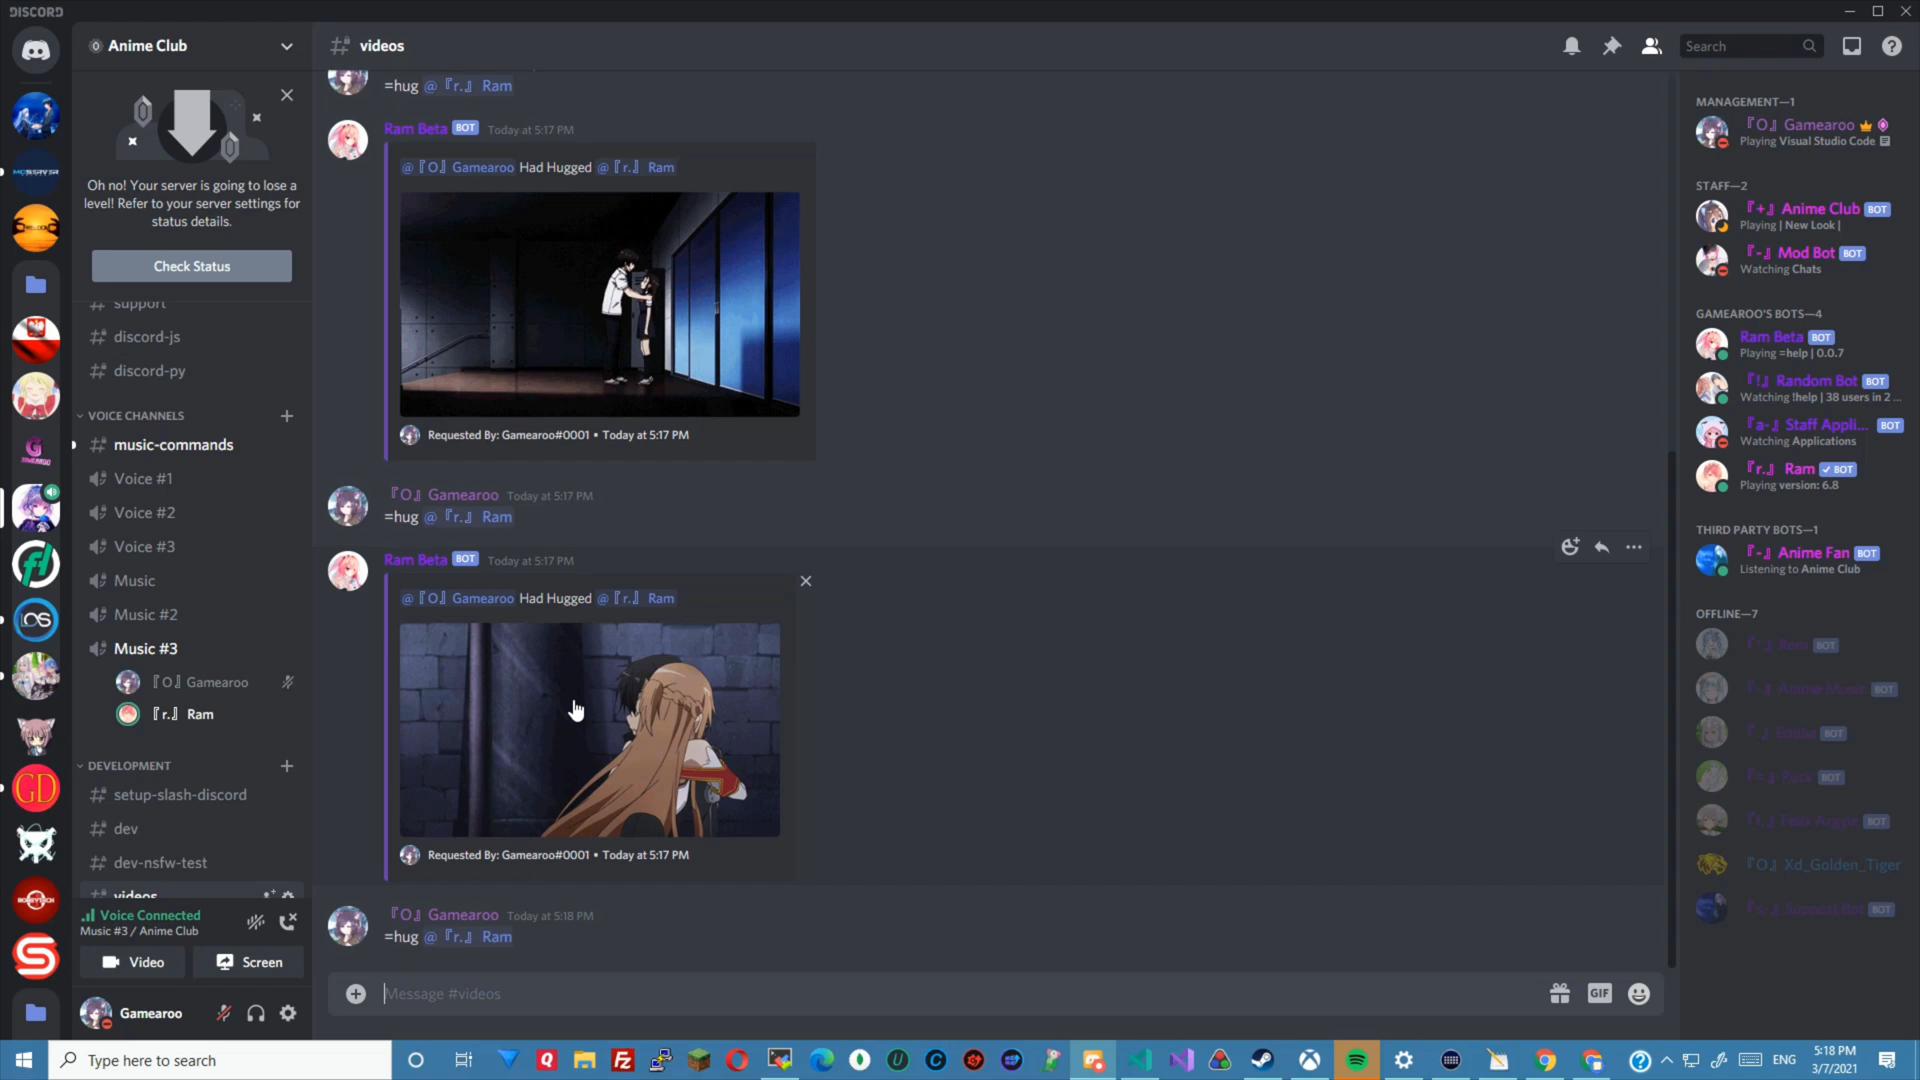 DISCORD
Anime Club
videos
Search
Oh no! Your server is going to lose a
level! Refer to your server settings for
status details.
Check Status
support
discord-js
discord-py
VOICE CHANNELS
music-commands
Voice #1
Voice #2
Voice #3
Music
Music #2
Music #3
『O』Gamearoo
『r.』 Ram
DEVELOPMENT
setup-slash-discord
dev
dev-nsfw-test
videos
Voice Connected
Music #3 / Anime Club
Video
Screen
Gamearoo
=hug @『r.』 Ram
Ram Beta BOT Today at 5:17 PM
@『O』Gamearoo Had Hugged @『r.』 Ram
Requested By: Gamearoo#0001 • Today at 5:17 PM
『O』Gamearoo Today at 5:17 PM
=hug @『r.』 Ram
Ram Beta BOT Today at 5:17 PM
@『O』Gamearoo Had Hugged @『r.』 Ram
Requested By: Gamearoo#0001 • Today at 5:17 PM
『O』Gamearoo Today at 5:18 PM
=hug @『r.』 Ram
Message #videos
GIF
MANAGEMENT—1
『O』Gamearoo
Playing Visual Studio Code
STAFF—2
『+』Anime Club BOT
Playing | New Look |
『-』Mod Bot BOT
Watching Chats
GAMEAROO'S BOTS—4
Ram Beta BOT
Playing =help | 0.0.7
『!』Random Bot BOT
Watching !help | 38 users in 2 ...
『a-』Staff Appli... BOT
Watching Applications
『r.』 Ram ✓ BOT
Playing version: 6.8
THIRD PARTY BOTS—1
『-』Anime Fan BOT
Listening to Anime Club
OFFLINE—7
Rem BOT
Anime Music BOT
BOT
BOT
BOT
『O』Xd_Golden_Tiger
Support Bot BOT
GD
Type here to search
ENG
5:18 PM
3/7/2021